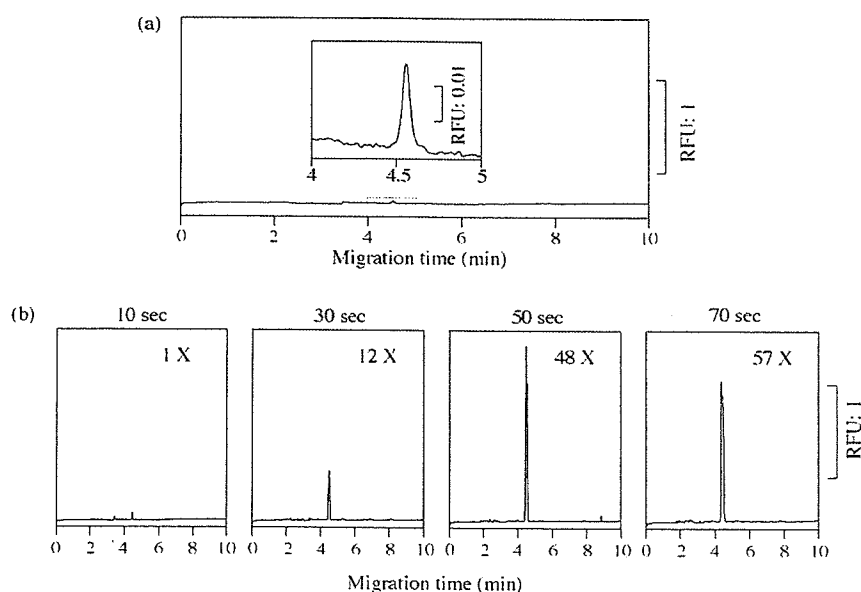 (a)
RFU: 0.01
4 4.5 5
RFU: 1
0 2 4 6 8 10
Migration time (min)
(b)
10 sec 30 sec 50 sec 70 sec
1 X 12 X 48 X 57 X
RFU: 1
0 2 4 6 8 10 0 2 4 6 8 10 0 2 4 6 8 10 0 2 4 6 8 10
Migration time (min)